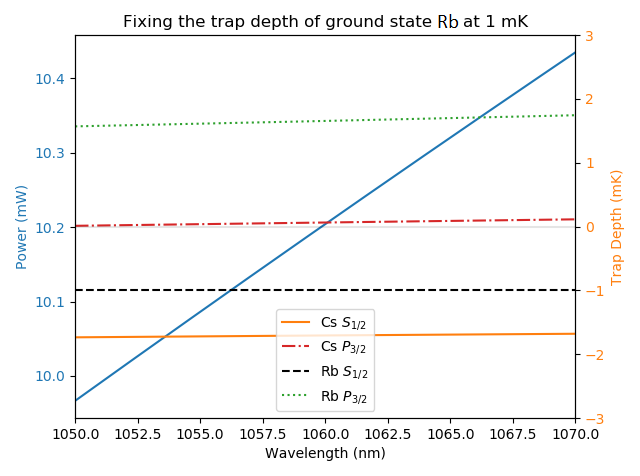 Fixing the trap depth of ground state Rb at 1 mK
10.4
10.3
10.2
10.1
10.0
Power (mW)
3
2
1
0
−1
−2
−3
Trap Depth (mK)
Cs S1/2
Cs P3/2
Rb S1/2
Rb P3/2
1050.0 1052.5 1055.0 1057.5 1060.0 1062.5 1065.0 1067.5 1070.0
Wavelength (nm)